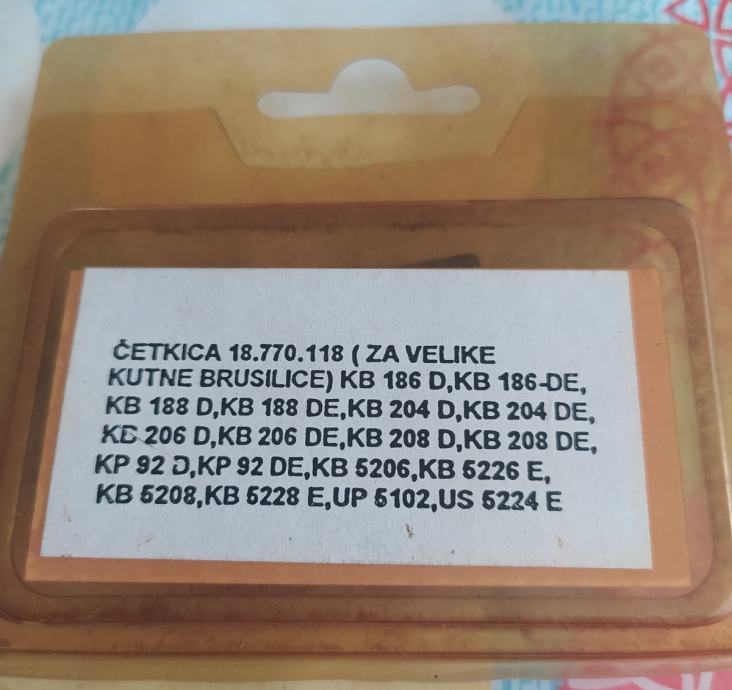 ČETKICA 18.770.118 ( ZA VELIKE
KUTNE BRUSILICE) KB 186 D,KB 186-DE,
KB 188 D,KB 188 DE,KB 204 D,KB 204 DE,
KB 206 D,KB 206 DE,KB 208 D,KB 208 DE,
KP 92 D,KP 92 DE,KB 5206,KB 5226 E,
KB 5208,KB 5228 E,UP 5102,US 5224 E